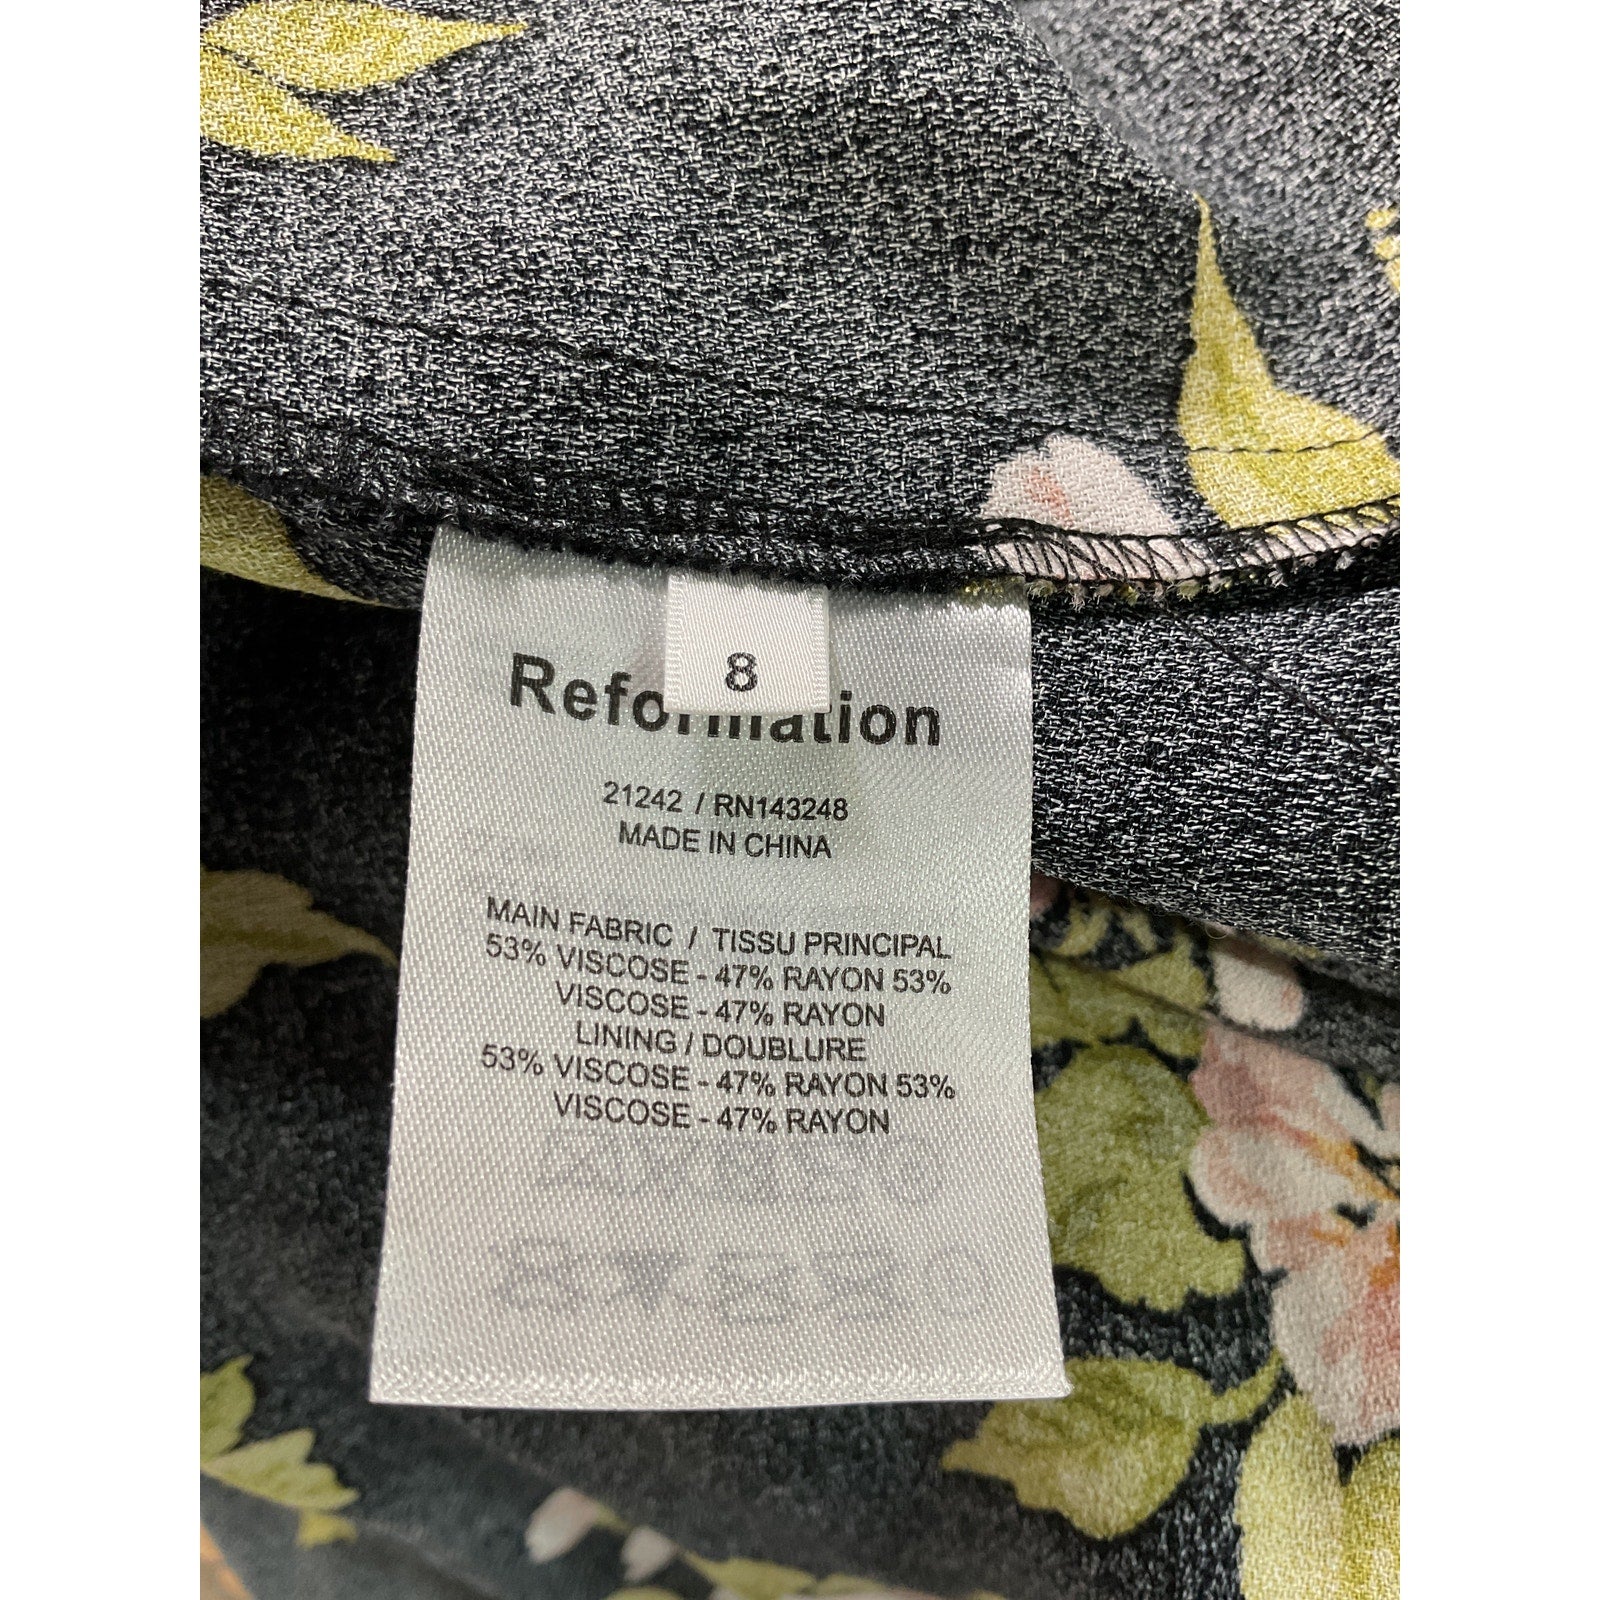 8
Reformation
21242 / RN143248
MADE IN CHINA
MAIN FABRIC / TISSU PRINCIPAL
53% VISCOSE - 47% RAYON 53%
VISCOSE - 47% RAYON
LINING / DOUBLURE
53% VISCOSE - 47% RAYON 53%
VISCOSE - 47% RAYON